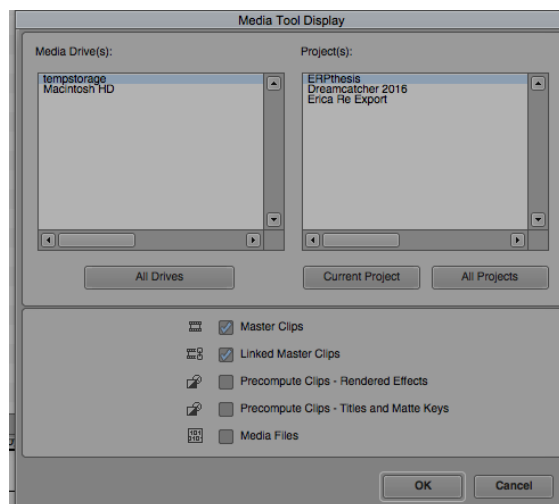 Media Tool Display
Media Drive(s):
Project(s):
tempstorage
Macintosh HD
ERPthesis
Dreamcatcher 2016
Erica Re Export
All Drives
Current Project
All Projects
Master Clips
Linked Master Clips
Precompute Clips - Rendered Effects
Precompute Clips - Titles and Matte Keys
101
0101
Media Files
OK
Cancel